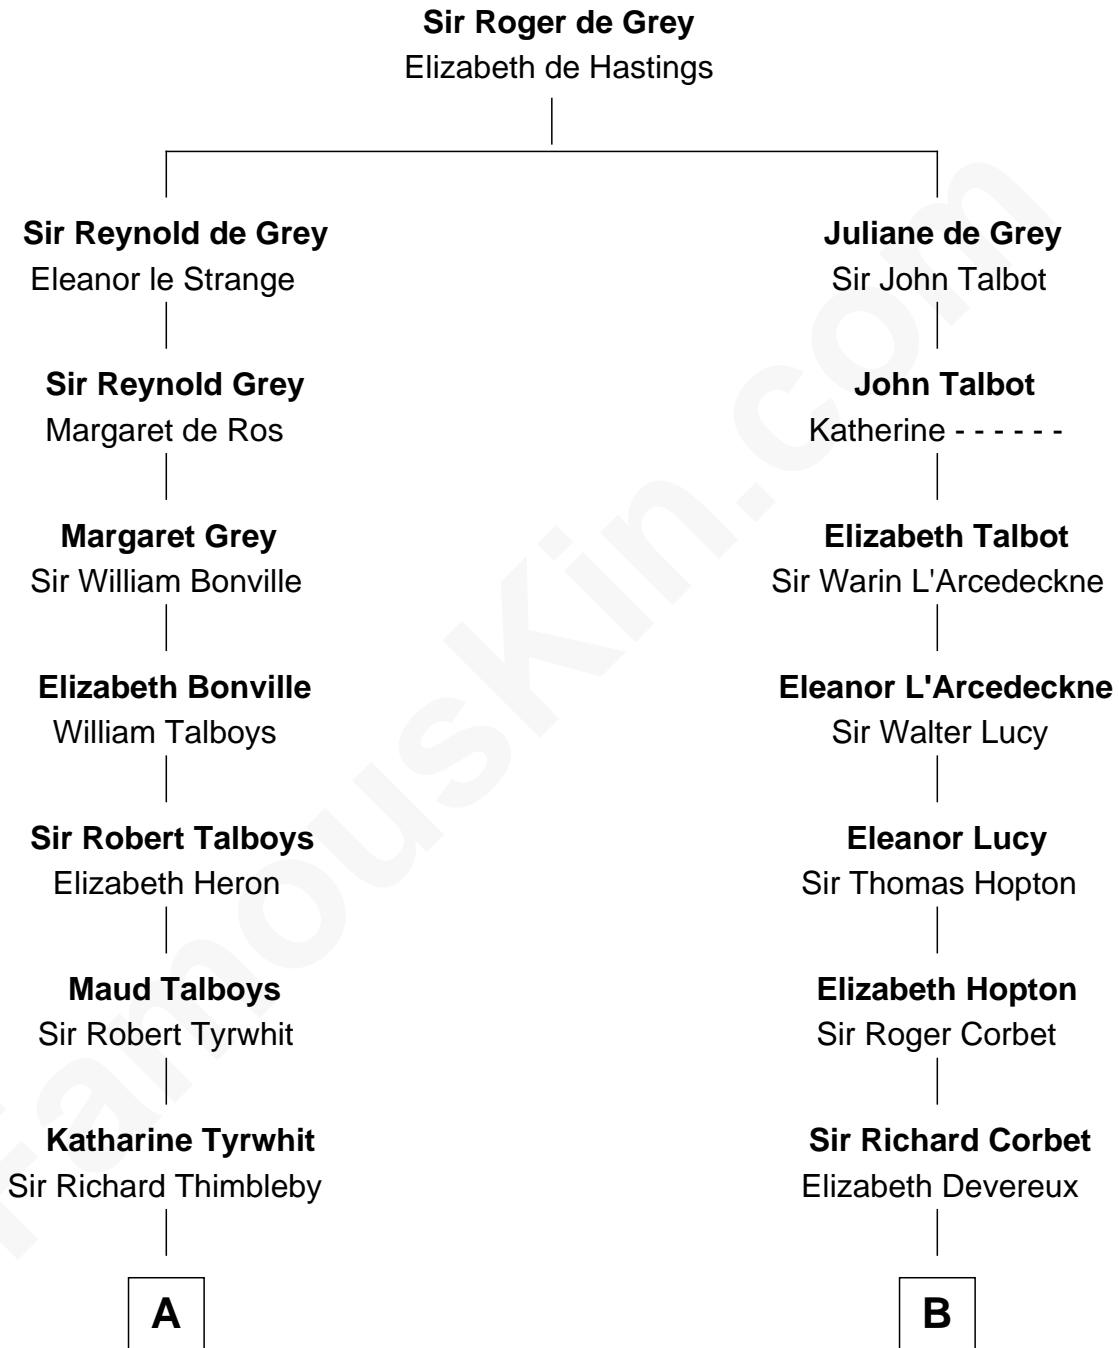 Sir Roger de Grey
Elizabeth de Hastings
Sir Reynold de Grey
Eleanor le Strange
Juliane de Grey
Sir John Talbot
Sir Reynold Grey
Margaret de Ros
John Talbot
Katherine - - - - - -
Margaret Grey
Sir William Bonville
Elizabeth Talbot
Sir Warin L'Arcedeckne
Elizabeth Bonville
William Talboys
Eleanor L'Arcedeckne
Sir Walter Lucy
Sir Robert Talboys
Elizabeth Heron
Eleanor Lucy
Sir Thomas Hopton
Maud Talboys
Sir Robert Tyrwhit
Elizabeth Hopton
Sir Roger Corbet
Katharine Tyrwhit
Sir Richard Thimbleby
Sir Richard Corbet
Elizabeth Devereux
A
B
FamousKin.com